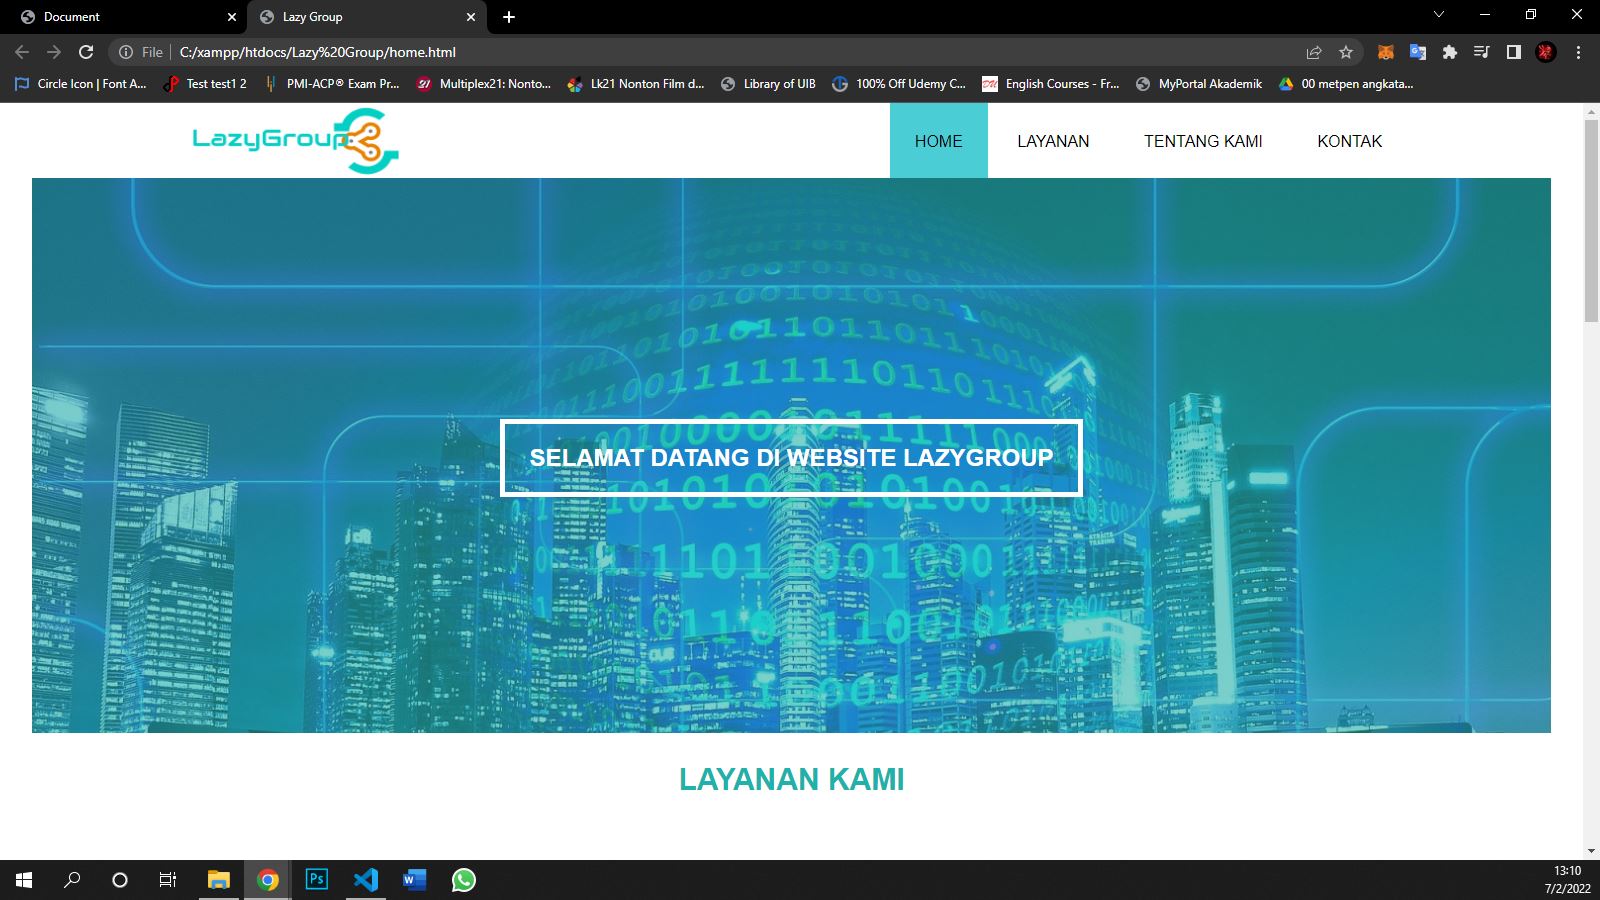 Document
Lazy Group
File
C:/xampp/htdocs/Lazy%20Group/home.html
Circle Icon | Font A...
Test test1 2
PMI-ACP® Exam Pr...
Multiplex21: Nonto...
Lk21 Nonton Film d...
Library of UIB
100% Off Udemy C...
English Courses - Fr...
MyPortal Akademik
00 metpen angkata...
LazyGroup
HOME
LAYANAN
TENTANG KAMI
KONTAK
SELAMAT DATANG DI WEBSITE LAZYGROUP
LAYANAN KAMI
Ps
13:10
7/2/2022